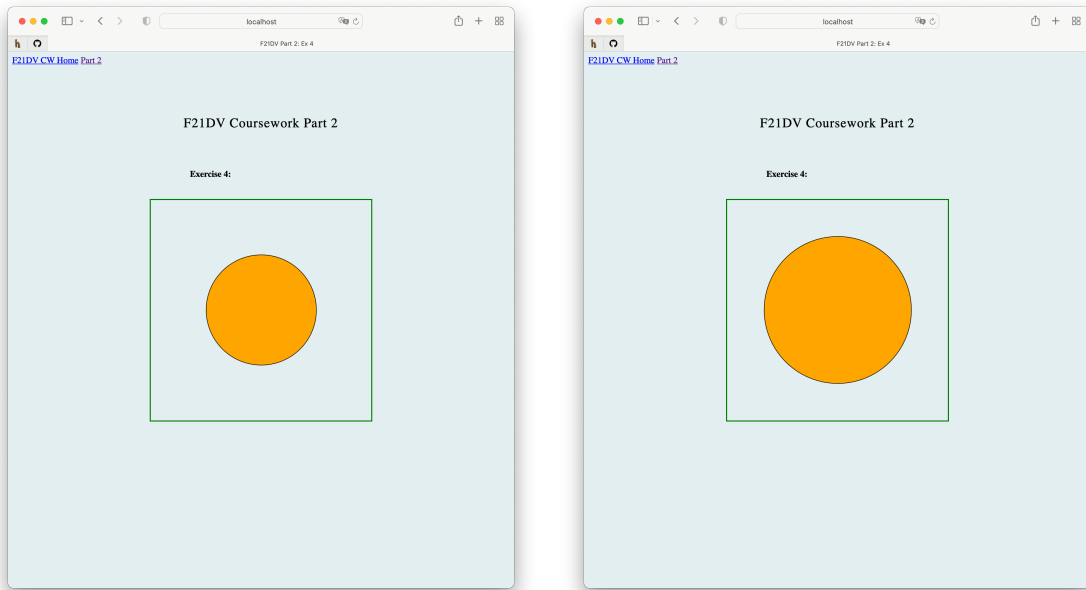 localhost
F21DV Part 2: Ex 4
F21DV CW Home Part 2
F21DV Coursework Part 2
Exercise 4:
localhost
F21DV Part 2: Ex 4
F21DV CW Home Part 2
F21DV Coursework Part 2
Exercise 4: